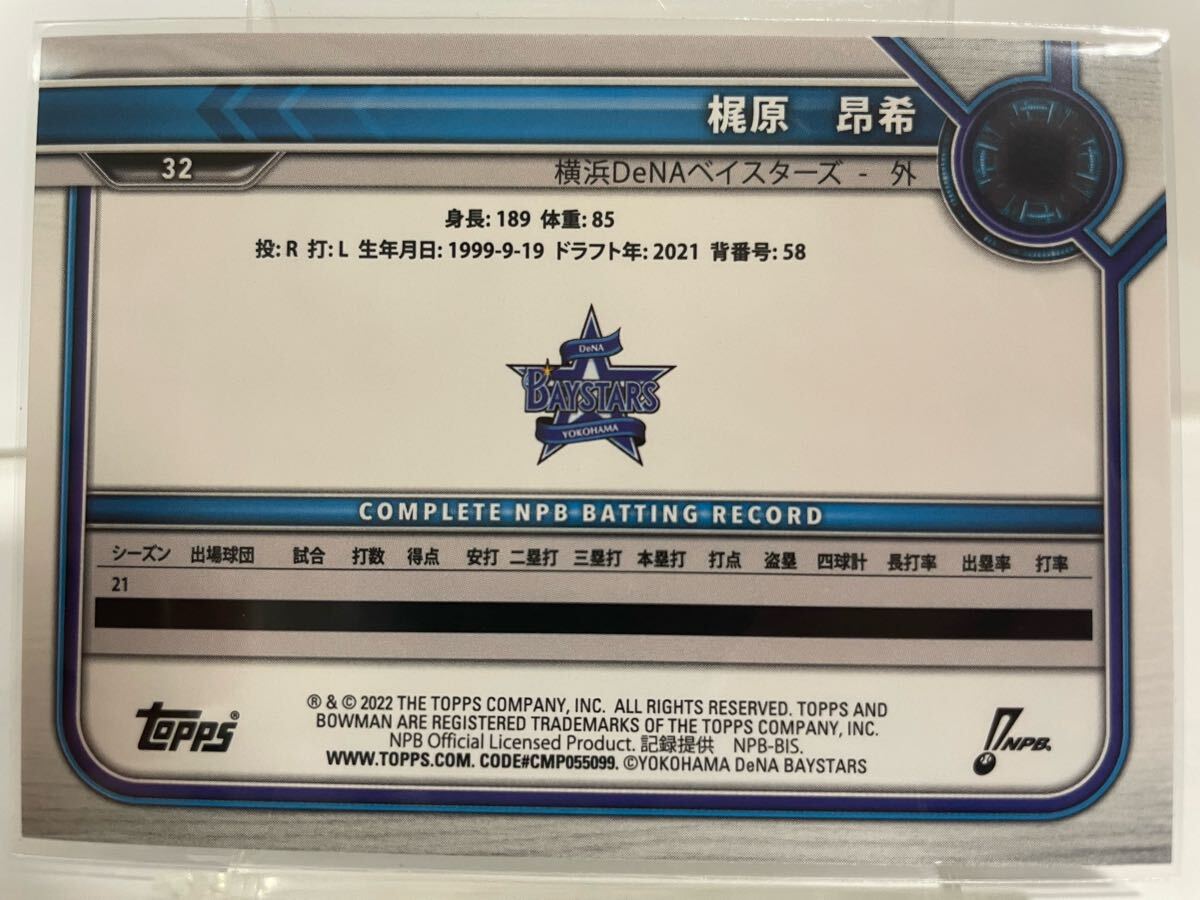 梶原 昂希
32
横浜DeNAベイスターズ - 外
身長: 189 体重: 85
投: R 打: L 生年月日: 1999-9-19 ドラフト年: 2021 背番号: 58
DeNA
BAYSTARS
YOKOHAMA
COMPLETE NPB BATTING RECORD
シーズン 出場球団 試合 打数 得点 安打 二塁打 三塁打 本塁打 打点 盗塁 四球計 長打率 出塁率 打率
21
TOPPS®
® & © 2022 THE TOPPS COMPANY, INC. ALL RIGHTS RESERVED. TOPPS AND
BOWMAN ARE REGISTERED TRADEMARKS OF THE TOPPS COMPANY, INC.
NPB Official Licensed Product. 記録提供 NPB-BIS.
WWW.TOPPS.COM. CODE#CMP055099. ©YOKOHAMA DeNA BAYSTARS
NPB.